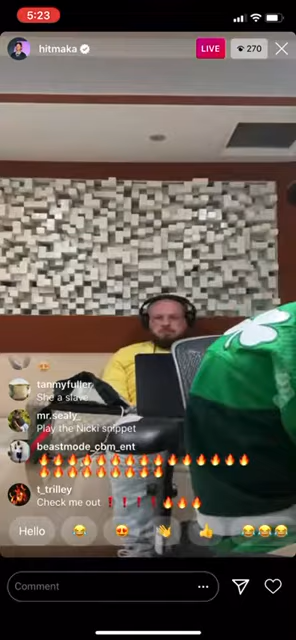 5:23
hitmaka
LIVE
270
tanmyfuller
She a slave
mr.sealy_
Play the Nicki snippet
beastmode_cbm_ent
🔥🔥🔥🔥🔥🔥🔥🔥🔥🔥🔥🔥🔥
🔥🔥🔥🔥🔥🔥🔥🔥
t_trilley
Check me out ❗❗❗❗🔥🔥🔥
Hello 😂 😍 👋 👍 😂😂😂
Comment